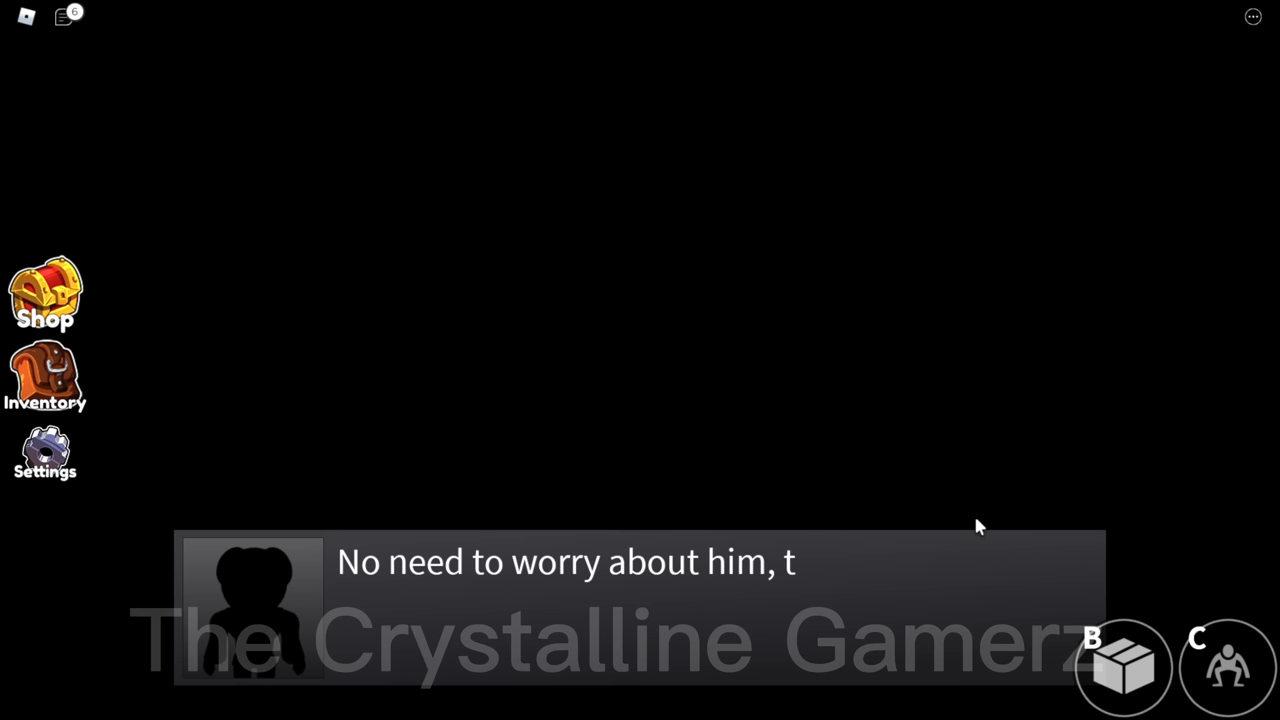 6
Shop
Inventory
Settings
No need to worry about him, t
The Crystalline Gamerz
B
C